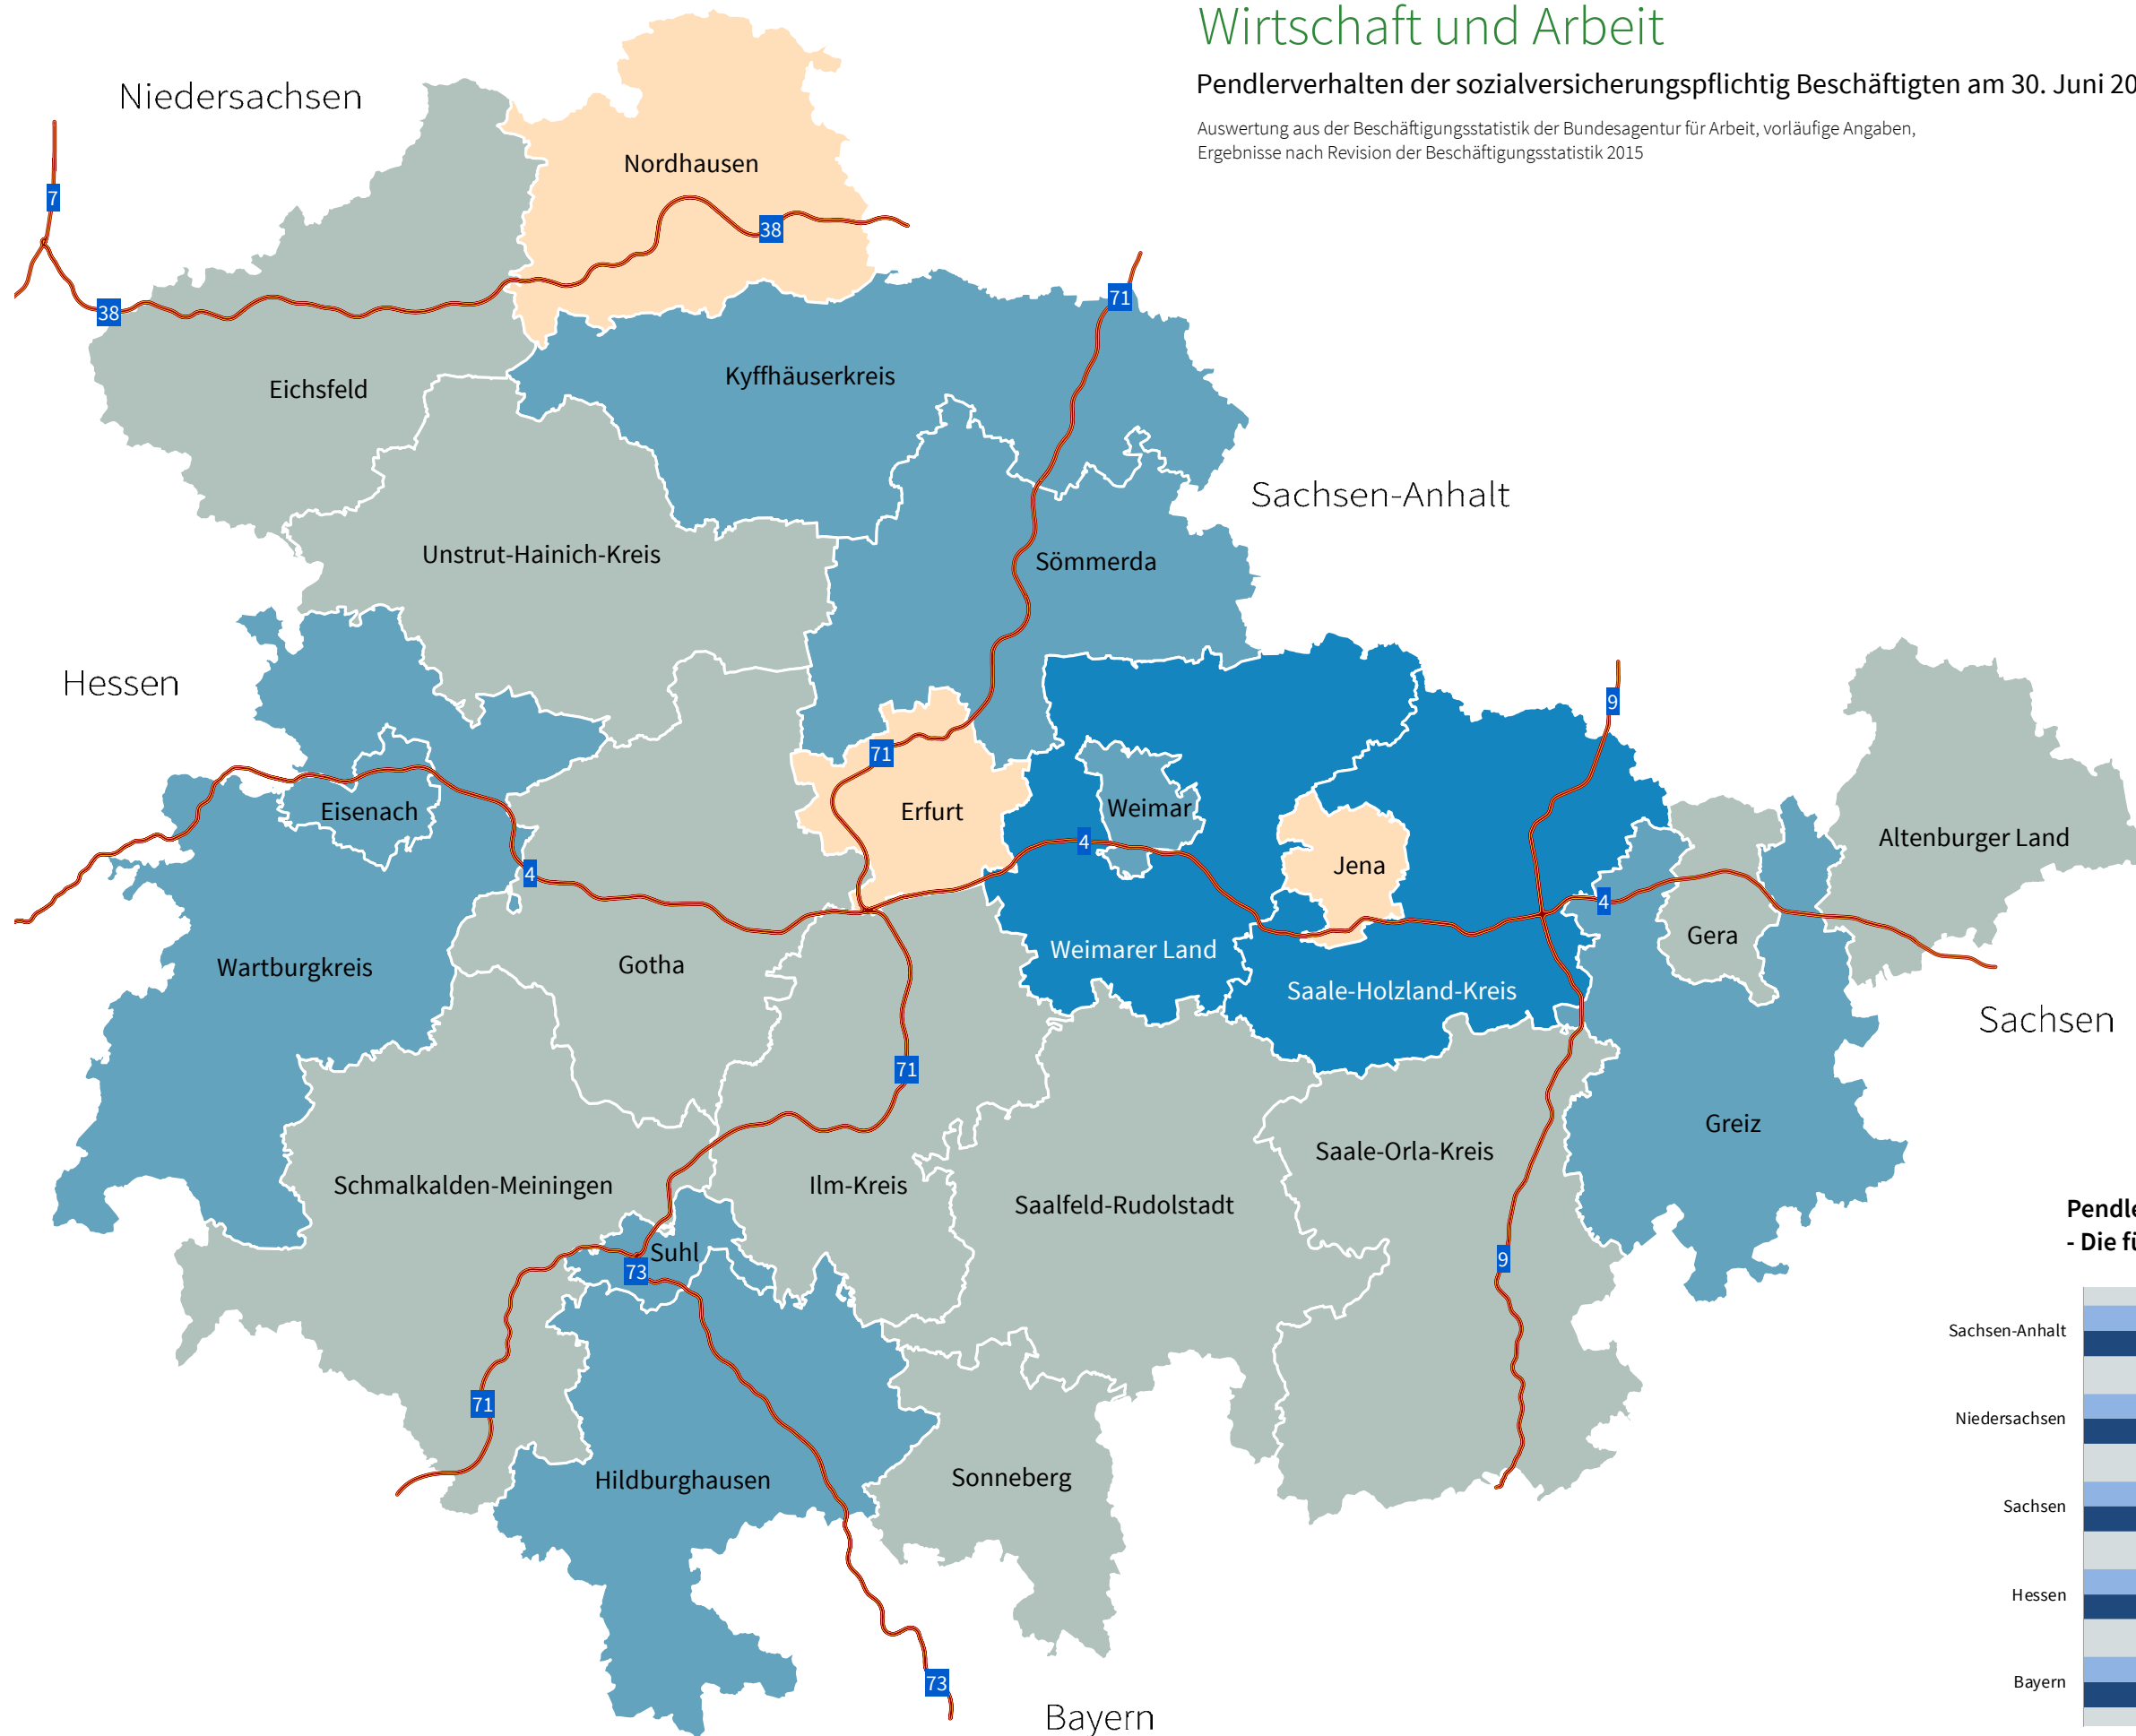 Wirtschaft und Arbeit
Pendlerverhalten der sozialversicherungspflichtig Beschäftigten am 30. Juni 20
Auswertung aus der Beschäftigungsstatistik der Bundesagentur für Arbeit, vorläufige Angaben,
Ergebnisse nach Revision der Beschäftigungsstatistik 2015
Niedersachsen
Nordhausen
7
38
38
71
Kyffhäuserkreis
Eichsfeld
Sachsen-Anhalt
Unstrut-Hainich-Kreis
Sömmerda
Hessen
9
71
Eisenach
Erfurt
Weimar
4
Jena
Altenburger Land
4
4
Gera
Weimarer Land
Wartburgkreis
Gotha
Saale-Holzland-Kreis
Sachsen
71
Greiz
Saale-Orla-Kreis
Schmalkalden-Meiningen
Ilm-Kreis
Saalfeld-Rudolstadt
Suhl
73
9
71
Hildburghausen
Sonneberg
73
Bayern
Pendle
- Die fü
Sachsen-Anhalt
Niedersachsen
Sachsen
Hessen
Bayern